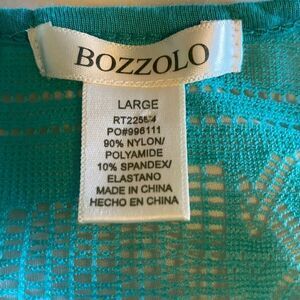 BOZZOLO
LARGE
PO#996111
90% NYLON/
POLYAMIDE
10% SPANDEX/
ELASTANO
MADE IN CHINA
HECHO EN CHINA